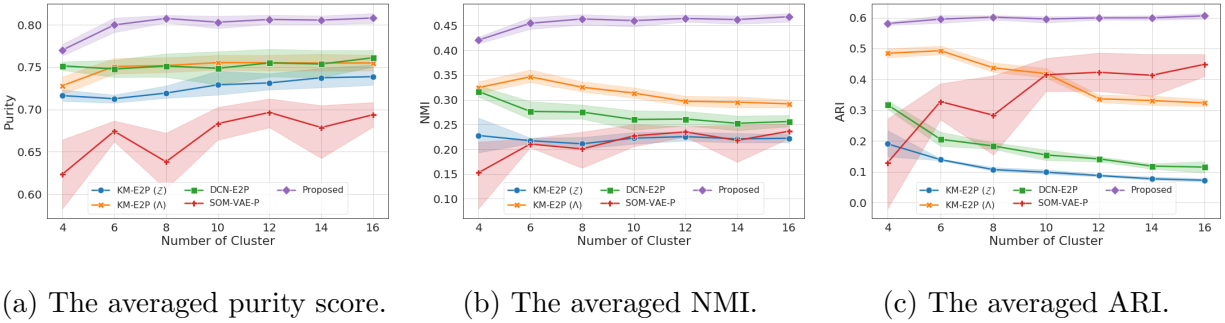 0.80
0.75
0.70
0.65
0.60
Purity
KM-E2P (Z)
KM-E2P (Λ)
DCN-E2P
SOM-VAE-P
Proposed
4 6 8 10 12 14 16
Number of Cluster
(a) The averaged purity score.
0.45
0.40
0.35
0.30
0.25
0.20
0.15
0.10
NMI
KM-E2P (Z)
KM-E2P (Λ)
DCN-E2P
SOM-VAE-P
Proposed
4 6 8 10 12 14 16
Number of Cluster
(b) The averaged NMI.
0.6
0.5
0.4
0.3
0.2
0.1
0.0
ARI
KM-E2P (Z)
KM-E2P (Λ)
DCN-E2P
SOM-VAE-P
Proposed
4 6 8 10 12 14 16
Number of Cluster
(c) The averaged ARI.